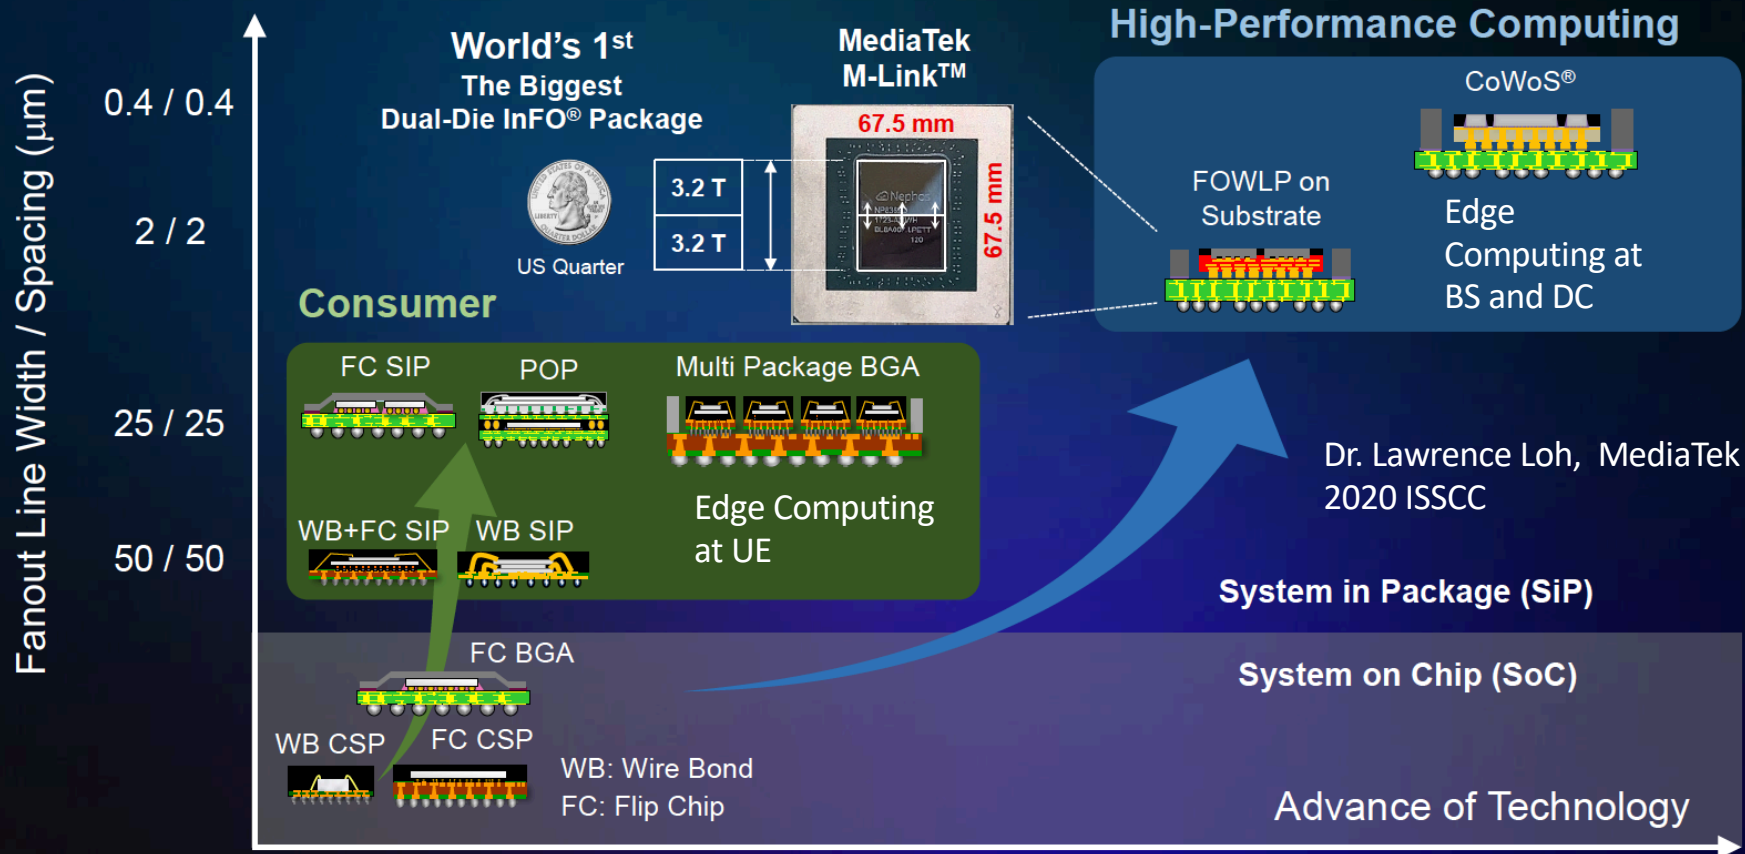 High-Performance Computing
World's 1st
The Biggest
Dual-Die InFO® Package
MediaTek
M-Link™
CoWoS®
Fanout Line Width / Spacing (μm)
0.4 / 0.4
2 / 2
25 / 25
50 / 50
67.5 mm
67.5 mm
3.2 T
3.2 T
US Quarter
LIBERTY
QUARTER DOLLAR
120
FOWLP on
Substrate
Edge
Computing at
BS and DC
Consumer
FC SIP
POP
Multi Package BGA
WB+FC SIP
WB SIP
Edge Computing
at UE
Dr. Lawrence Loh, MediaTek
2020 ISSCC
System in Package (SiP)
System on Chip (SoC)
FC BGA
WB CSP
FC CSP
WB: Wire Bond
FC: Flip Chip
Advance of Technology